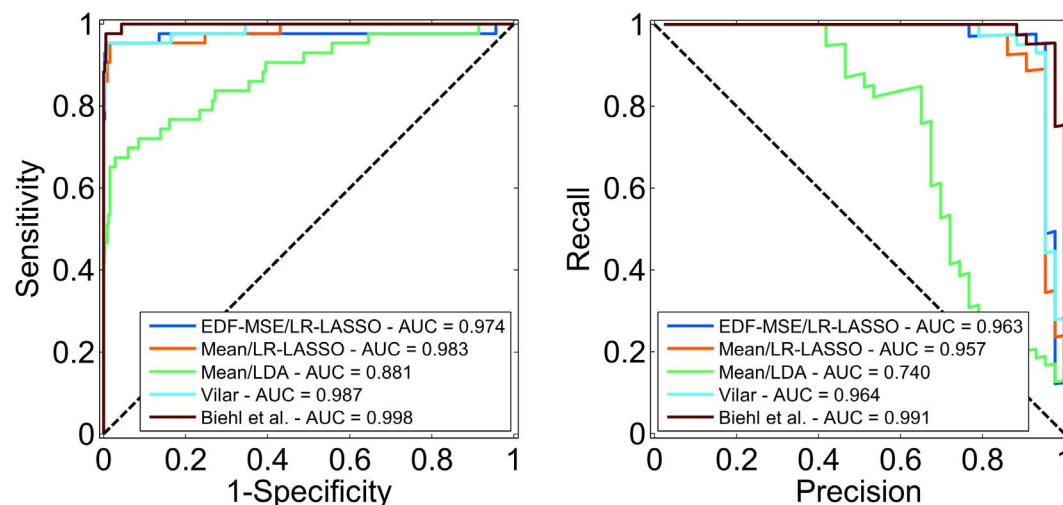 1
0.8
0.6
0.4
0.2
0
Sensitivity
EDF-MSE/LR-LASSO - AUC = 0.974
Mean/LR-LASSO - AUC = 0.983
Mean/LDA - AUC = 0.881
Vilar - AUC = 0.987
Biehl et al. - AUC = 0.998
0 0.2 0.4 0.6 0.8 1
1-Specificity
1
0.8
0.6
0.4
0.2
0
Recall
EDF-MSE/LR-LASSO - AUC = 0.963
Mean/LR-LASSO - AUC = 0.957
Mean/LDA - AUC = 0.740
Vilar - AUC = 0.964
Biehl et al. - AUC = 0.991
0 0.2 0.4 0.6 0.8 1
Precision